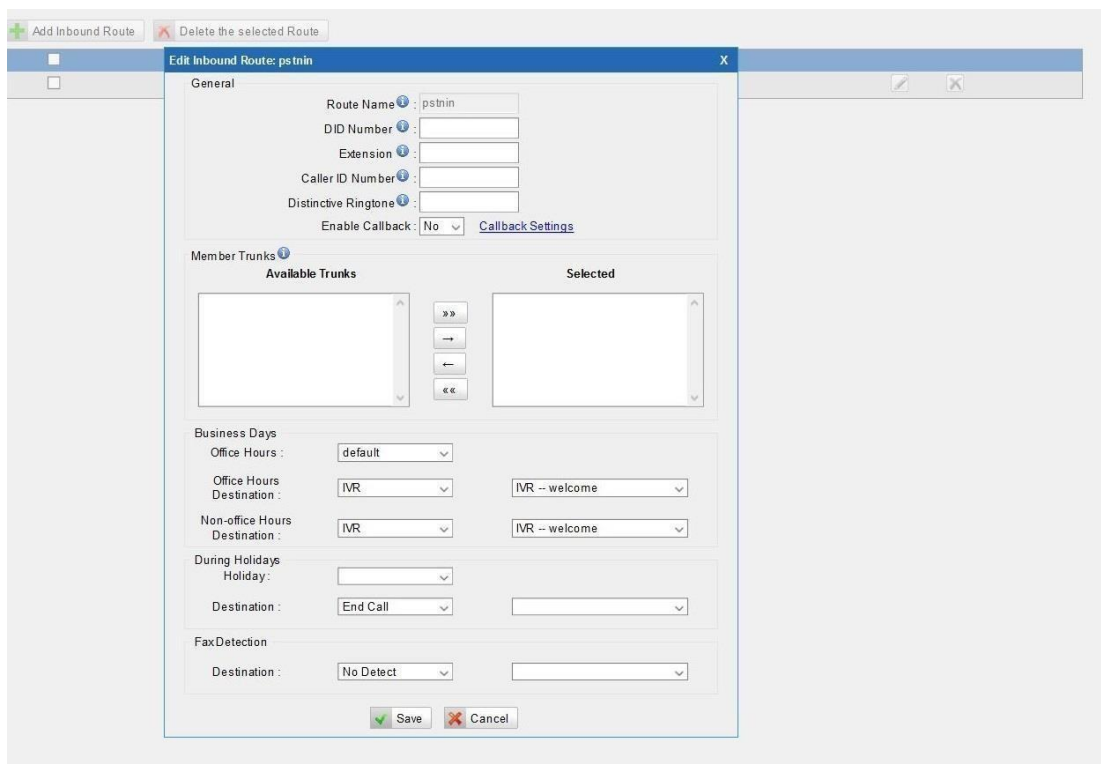 Add Inbound Route Delete the selected Route
Edit Inbound Route: pstnin X
General
Route Name : pstnin
DID Number :
Extension :
Caller ID Number :
Distinctive Ringtone :
Enable Callback : No Callback Settings
Member Trunks
Available Trunks Selected
»»
→
←
««
Business Days
Office Hours : default
Office Hours
Destination : IVR IVR -- welcome
Non-office Hours
Destination : IVR IVR -- welcome
During Holidays
Holiday :
Destination : End Call
Fax Detection
Destination : No Detect
Save Cancel